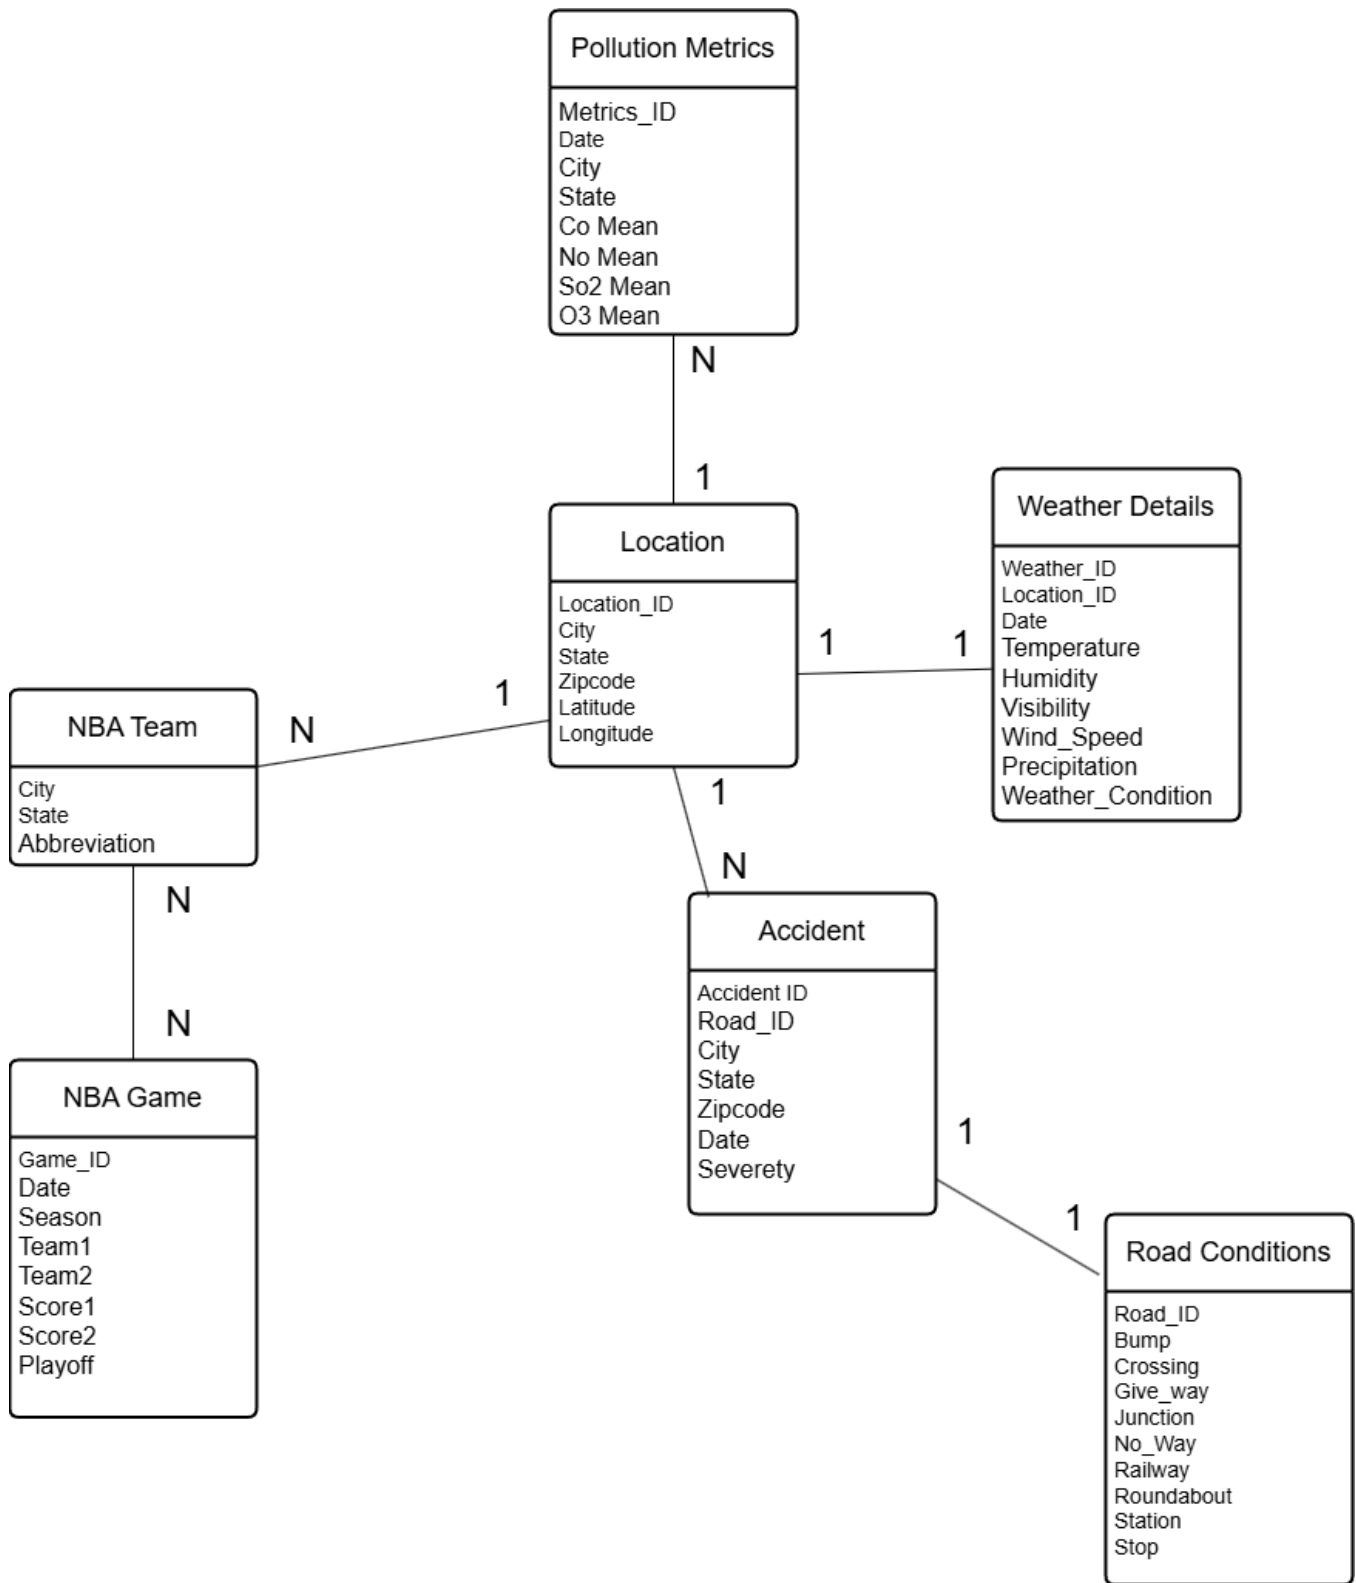 Pollution Metrics
Metrics_ID
Date
City
State
Co Mean
No Mean
So2 Mean
O3 Mean
N
1
Location
Location_ID
City
State
Zipcode
Latitude
Longitude
1
1
Weather Details
Weather_ID
Location_ID
Date
Temperature
Humidity
Visibility
Wind_Speed
Precipitation
Weather_Condition
1
N
NBA Team
City
State
Abbreviation
N
N
NBA Game
Game_ID
Date
Season
Team1
Team2
Score1
Score2
Playoff
1
N
Accident
Accident ID
Road_ID
City
State
Zipcode
Date
Severety
1
1
Road Conditions
Road_ID
Bump
Crossing
Give_way
Junction
No_Way
Railway
Roundabout
Station
Stop